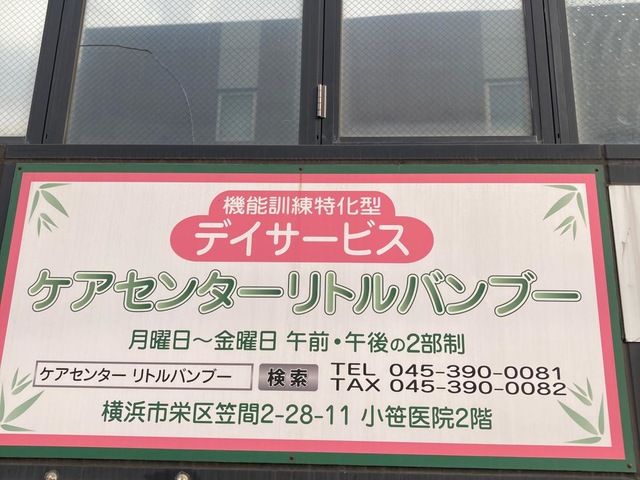 機能訓練特化型
デイサービス
ケアセンターリトルバンブー
月曜日～金曜日 午前・午後の2部制
ケアセンター リトルバンブー 検索
TEL 045-390-0081
TAX 045-390-0082
横浜市栄区笠間2-28-11 小笹医院2階